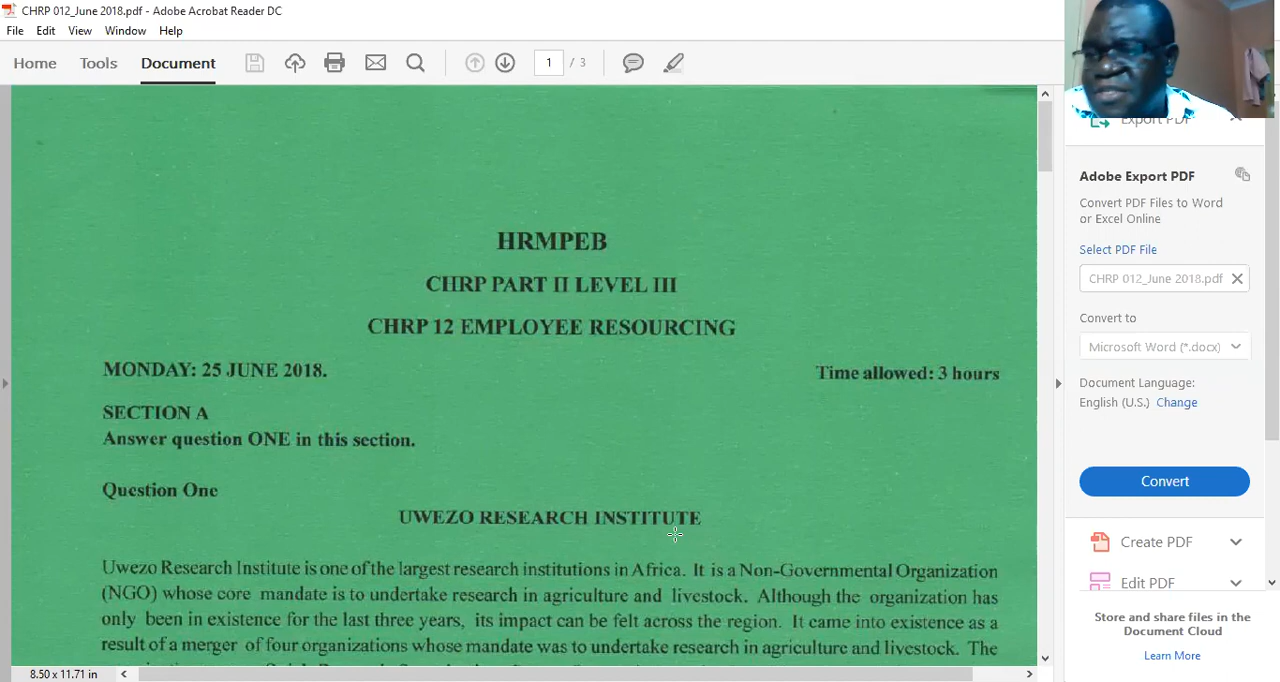 CHRP 012_June 2018.pdf - Adobe Acrobat Reader DC
File Edit View Window Help
Home Tools Document 1 / 3
HRMPEB
CHRP PART II LEVEL III
CHRP 12 EMPLOYEE RESOURCING
MONDAY: 25 JUNE 2018. Time allowed: 3 hours
SECTION A
Answer question ONE in this section.
Question One
UWEZO RESEARCH INSTITUTE
Uwezo Research Institute is one of the largest research institutions in Africa. It is a Non-Governmental Organization
(NGO) whose core mandate is to undertake research in agriculture and livestock. Although the organization has
only been in existence for the last three years, its impact can be felt across the region. It came into existence as a
result of a merger of four organizations whose mandate was to undertake research in agriculture and livestock. The
8.50 x 11.71 in
Export PDF
Adobe Export PDF
Convert PDF Files to Word
or Excel Online
Select PDF File
CHRP 012_June 2018.pdf
Convert to
Microsoft Word (*.docx)
Document Language:
English (U.S.) Change
Convert
Create PDF
Edit PDF
Store and share files in the
Document Cloud
Learn More